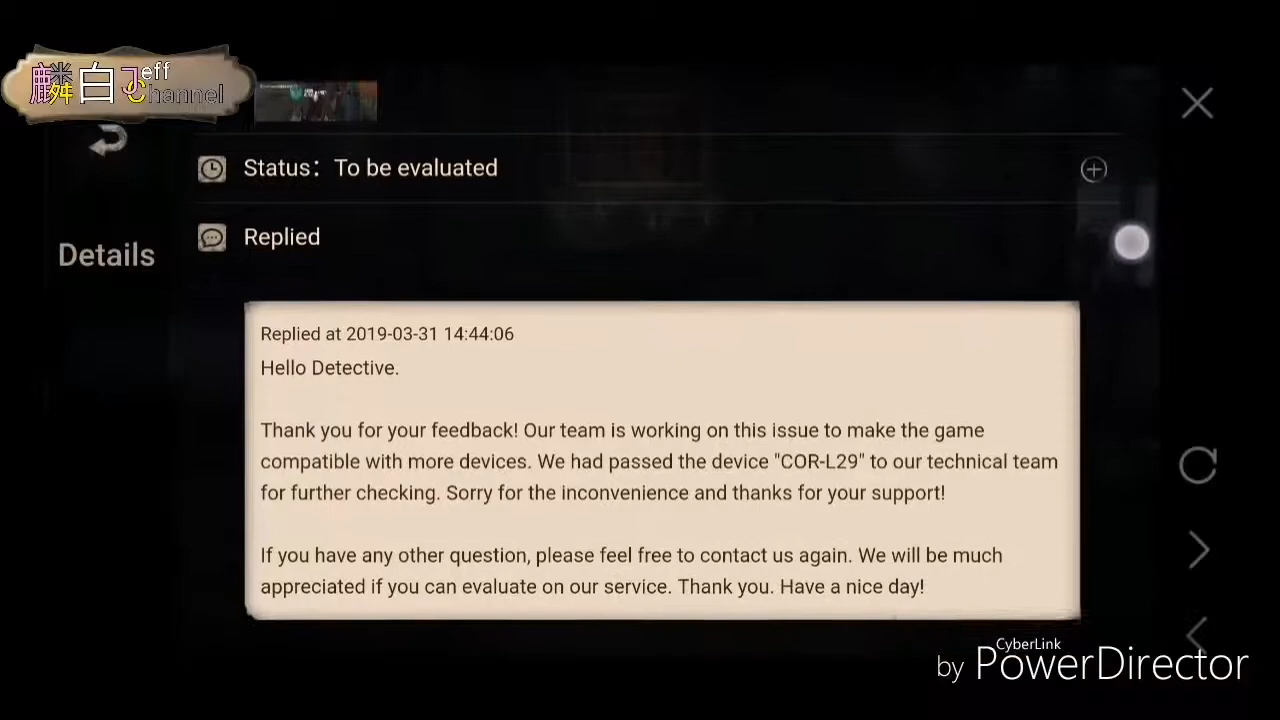 麟白Jeff
Channel
Status： To be evaluated
Replied
Details
Replied at 2019-03-31 14:44:06
Hello Detective.
Thank you for your feedback! Our team is working on this issue to make the game
compatible with more devices. We had passed the device "COR-L29" to our technical team
for further checking. Sorry for the inconvenience and thanks for your support!
If you have any other question, please feel free to contact us again. We will be much
appreciated if you can evaluate on our service. Thank you. Have a nice day!
CyberLink
by PowerDirector